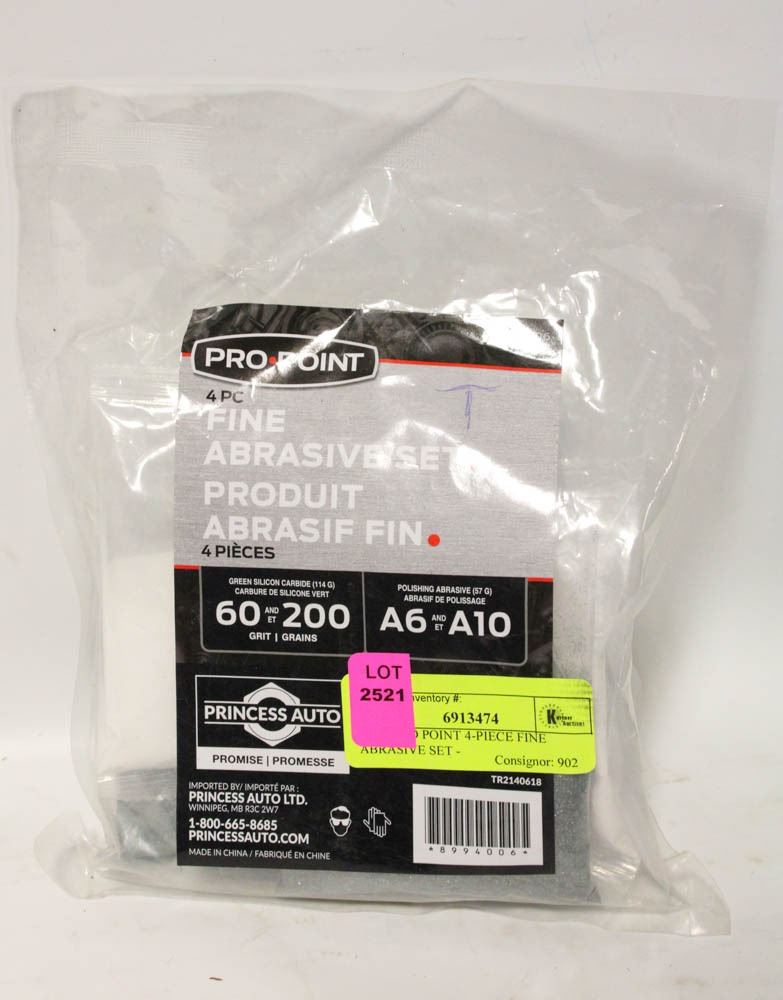 PRO•POINT
4 PC
FINE
ABRASIVE SET
PRODUIT
ABRASIF FIN.
4 PIÈCES
GREEN SILICON CARBIDE (114 G)
CARBURE DE SILICONE VERT
60 AND ET 200
GRIT | GRAINS
POLISHING ABRASIVE (57 G)
ABRASIF DE POLISSAGE
A6 AND ET A10
PRINCESS AUTO
PROMISE | PROMESSE
LOT
2521
nventory #:
6913474
Kastner
Auctions!
O POINT 4-PIECE FINE
ABRASIVE SET -
Consignor: 902
TR2140618
IMPORTED BY/ IMPORTÉ PAR :
PRINCESS AUTO LTD.
WINNIPEG, MB R3C 2W7
1-800-665-8685
PRINCESSAUTO.COM
MADE IN CHINA / FABRIQUÉ EN CHINE
*8994006*